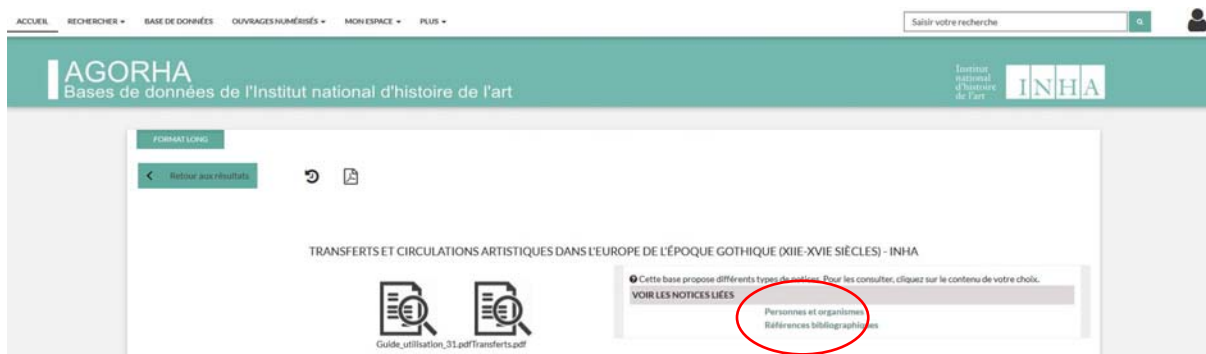 ACCUEIL RECHERCHER BASE DE DONNÉES OUVRAGES NUMÉRISÉS MON ESPACE PLUS Saisir votre recherche
AGORHA
Bases de données de l'Institut national d'histoire de l'art
Institut
national
d'histoire
de l'art
INHA
FORMAT LONG
Retour aux résultats
TRANSFERTS ET CIRCULATIONS ARTISTIQUES DANS L'EUROPE DE L'ÉPOQUE GOTHIQUE (XIIE-XVIE SIÈCLES) - INHA
Cette base propose différents types de notices. Pour les consulter, cliquez sur le contenu de votre choix.
VOIR LES NOTICES LIÉES
Personnes et organismes
Références bibliographiques
Guide_utilisation_31.pdfTransferts.pdf